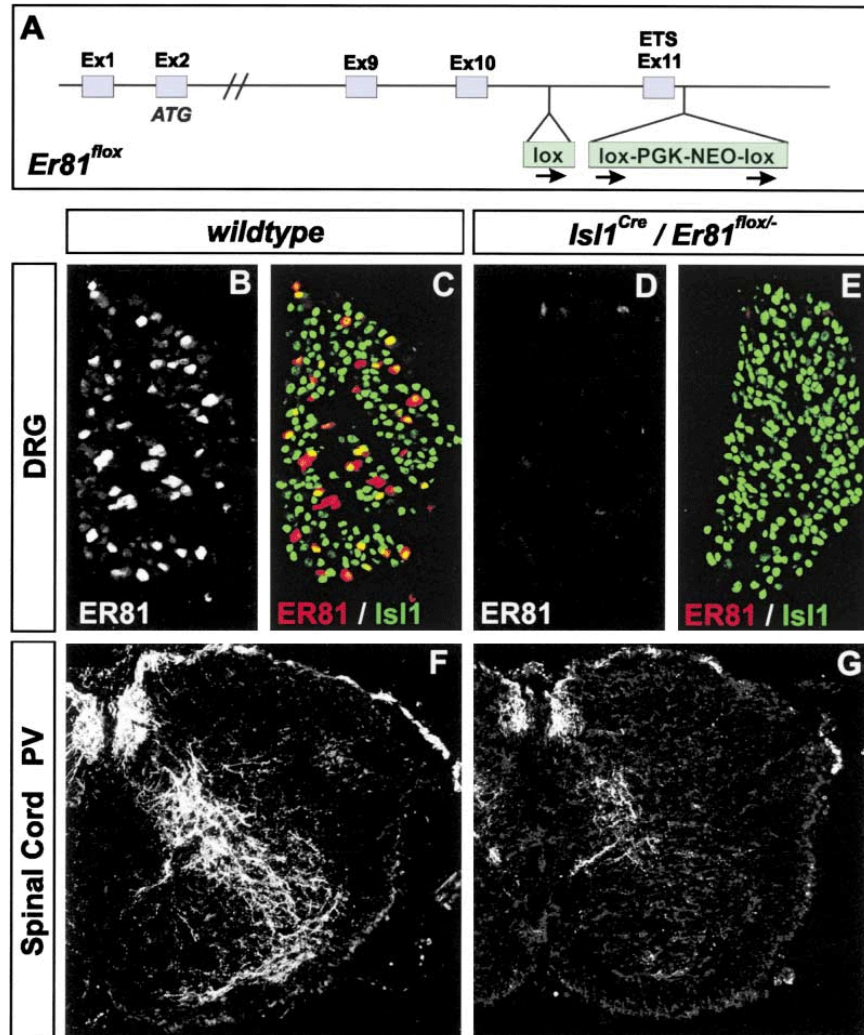 A
Ex1 Ex2 Ex9 Ex10 ETS Ex11
ATG
lox lox-PGK-NEO-lox
Er81flox
wildtype Isl1Cre / Er81flox/-
DRG
B
ER81
C
ER81 / Isl1
D
ER81
E
ER81 / Isl1
Spinal Cord PV
F
G